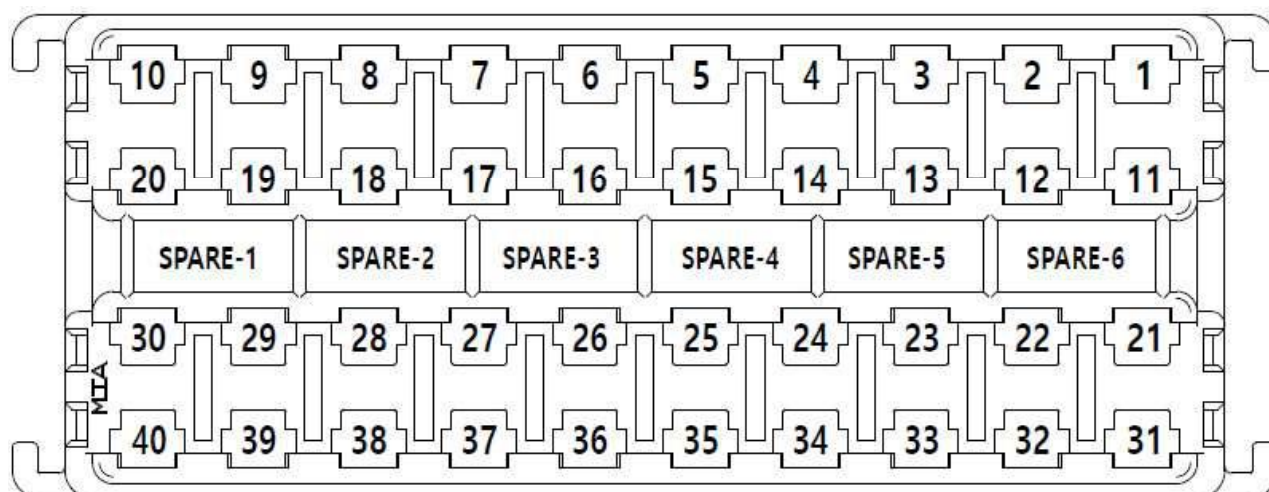 10 9 8 7 6 5 4 3 2 1
20 19 18 17 16 15 14 13 12 11
SPARE-1 SPARE-2 SPARE-3 SPARE-4 SPARE-5 SPARE-6
30 29 28 27 26 25 24 23 22 21
MTA
40 39 38 37 36 35 34 33 32 31